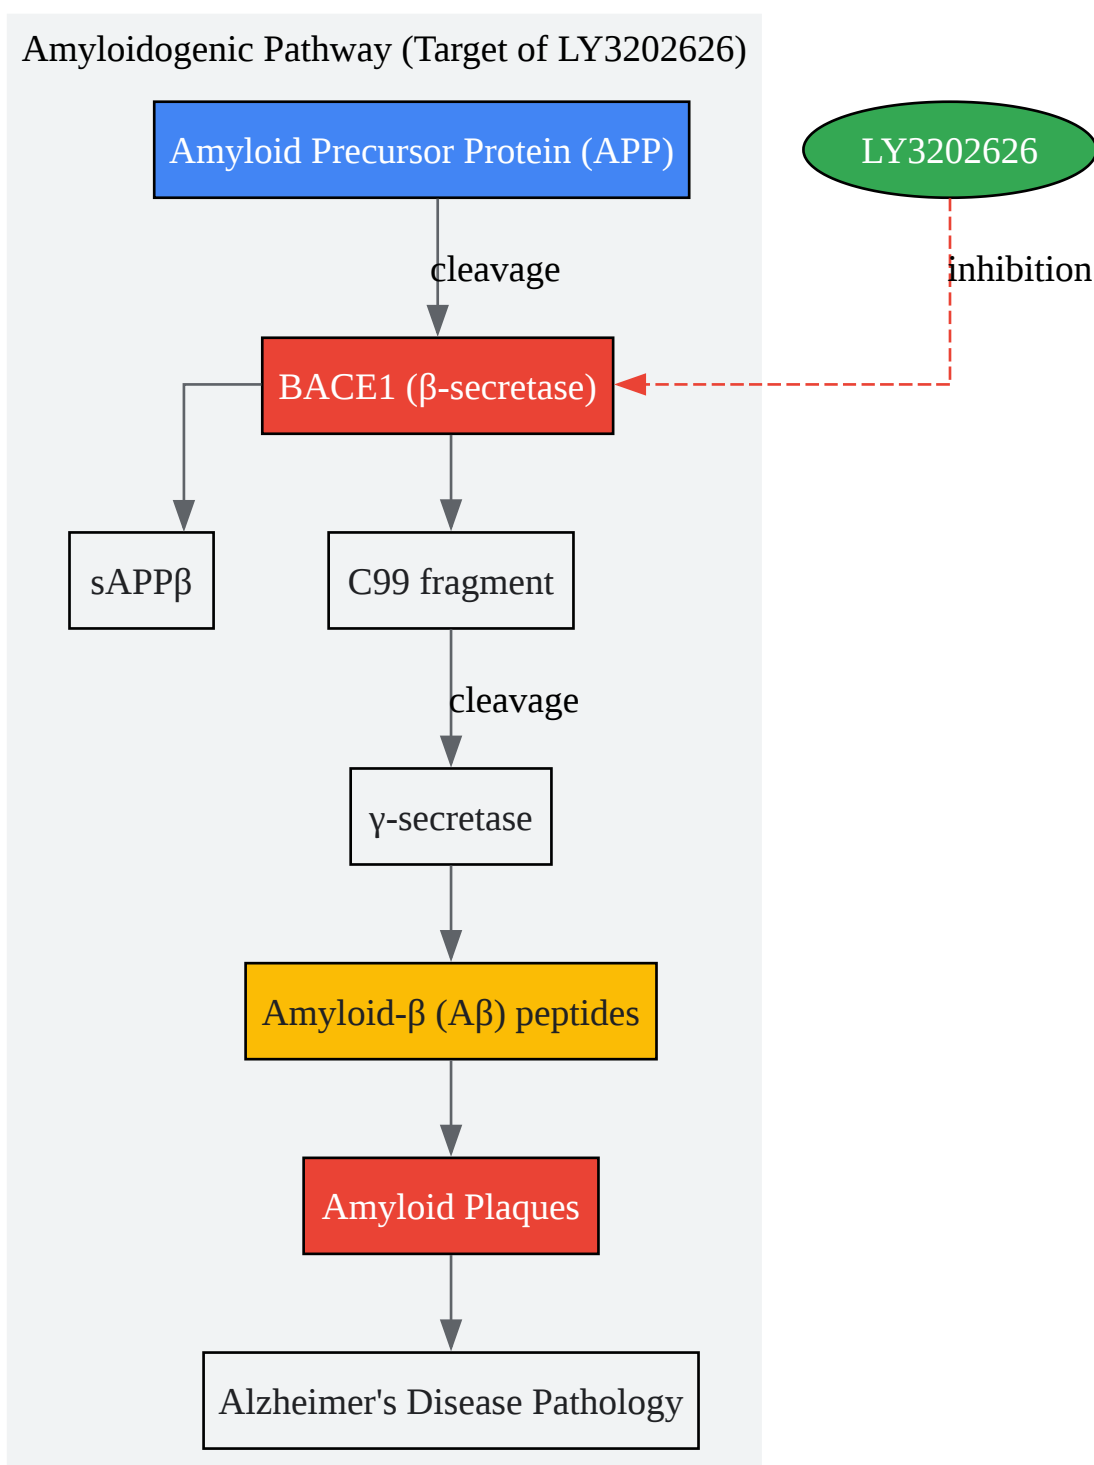 Amyloidogenic Pathway (Target of LY3202626)
Amyloid Precursor Protein (APP)
LY3202626
cleavage
inhibition
BACE1 (β-secretase)
sAPPβ
C99 fragment
cleavage
γ-secretase
Amyloid-β (Aβ) peptides
Amyloid Plaques
Alzheimer's Disease Pathology